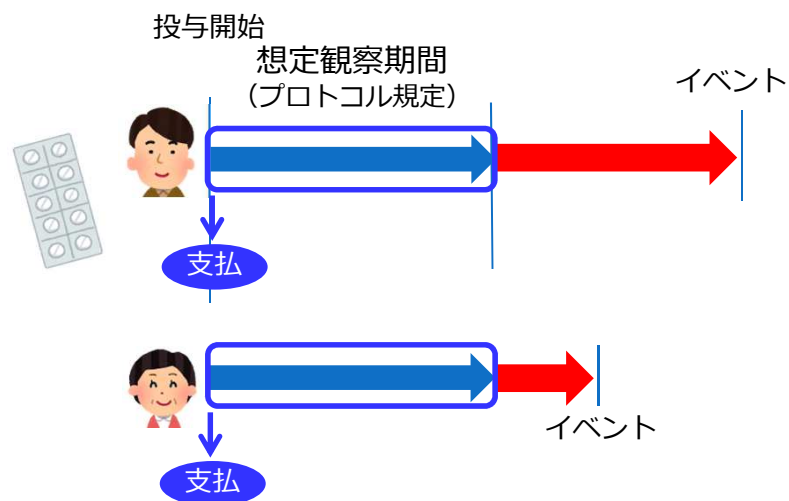 投与開始
想定観察期間
（プロトコル規定）
イベント
支払
イベント
支払